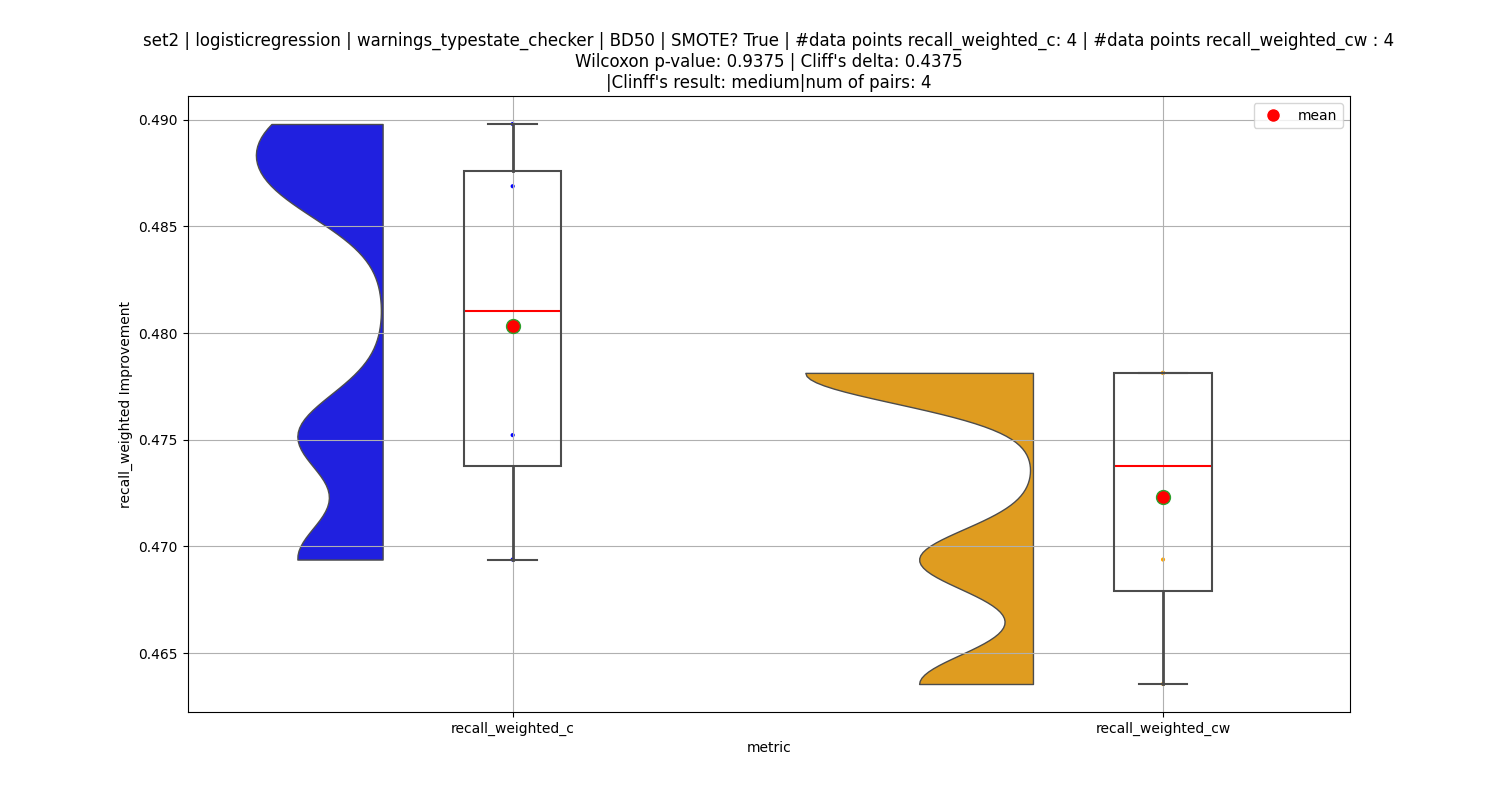 set2 | logisticregression | warnings_typestate_checker | BD50 | SMOTE? True | #data points recall_weighted_c: 4 | #data points recall_weighted_cw : 4
Wilcoxon p-value: 0.9375 | Cliff's delta: 0.4375
|Clinff's result: medium|num of pairs: 4
mean
0.490
0.485
0.480
0.475
0.470
0.465
recall_weighted Improvement
recall_weighted_c
recall_weighted_cw
metric